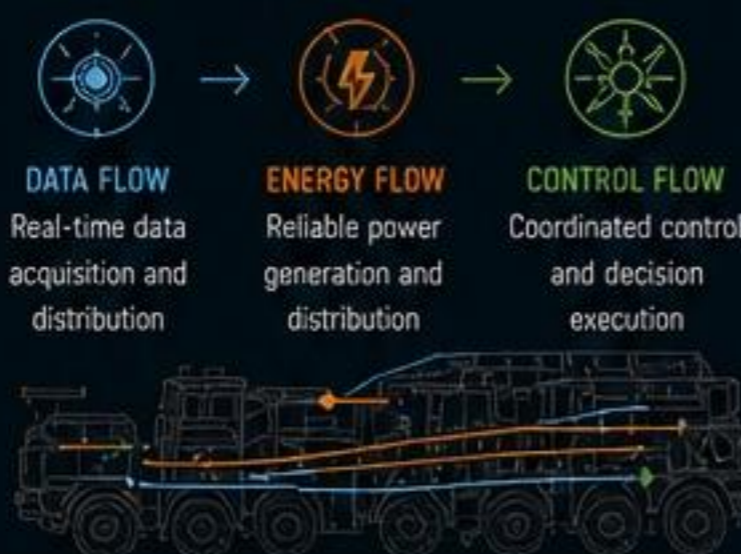 DATA FLOW
Real-time data
acquisition and
distribution
ENERGY FLOW
Reliable power
generation and
distribution
CONTROL FLOW
Coordinated control
and decision
execution